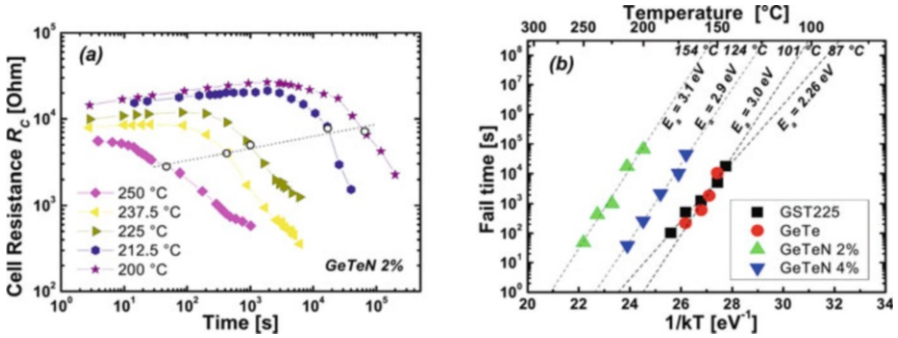 (a)
10^5
10^4
10^3
10^2
Cell Resistance R_C [Ohm]
250 °C
237.5 °C
225 °C
212.5 °C
200 °C
GeTeN 2%
10^0 10^1 10^2 10^3 10^4 10^5 10^6
Time [s]
Temperature [°C]
300 250 200 150 100
(b)
154 °C 124 °C 101 °C 87 °C
10^8
10^7
10^6
10^5
10^4
10^3
10^2
10^1
10^0
Fail time [s]
E_a = 3.1 eV
E_a = 2.9 eV
E_a = 3.0 eV
E_a = 2.26 eV
GST225
GeTe
GeTeN 2%
GeTeN 4%
20 22 24 26 28 30 32 34
1/kT [eV^-1]